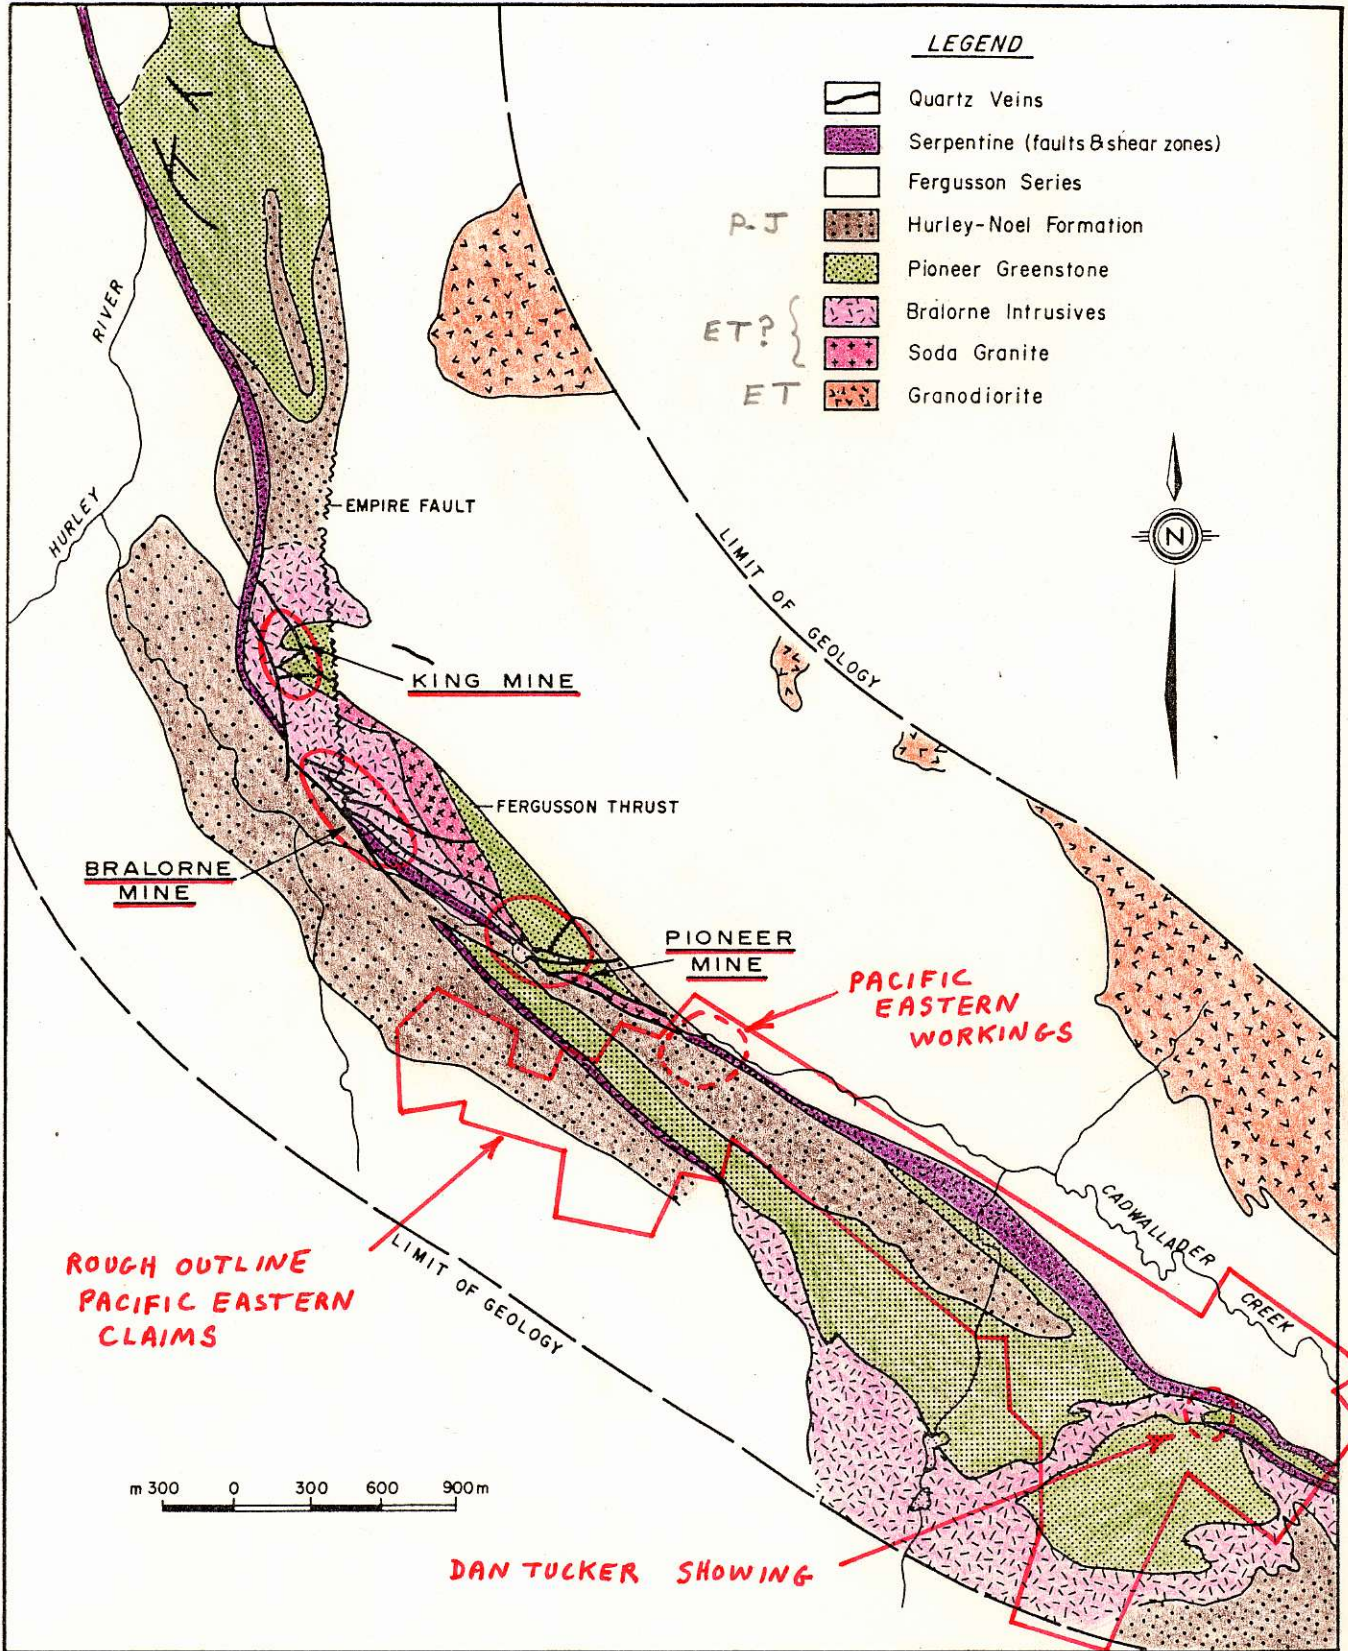 LEGEND
Quartz Veins
Serpentine (faults & shear zones)
Fergusson Series
P-J
Hurley-Noel Formation
Pioneer Greenstone
ET?
Bralorne Intrusives
Soda Granite
ET
Granodiorite
N
RIVER
HURLEY
EMPIRE FAULT
LIMIT OF GEOLOGY
KING MINE
FERGUSSON THRUST
BRALORNE
MINE
PIONEER
MINE
PACIFIC
EASTERN
WORKINGS
CADWALLADER
CREEK
ROUGH OUTLINE
PACIFIC EASTERN
CLAIMS
LIMIT OF GEOLOGY
m 300 0 300 600 900m
DAN TUCKER SHOWING